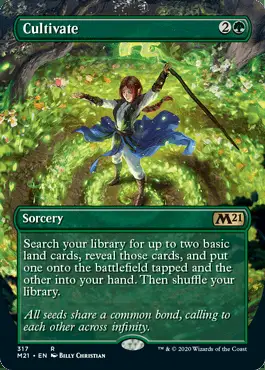 Cultivate 2
Sorcery M21
Search your library for up to two basic
land cards, reveal those cards, and put
one onto the battlefield tapped and the
other into your hand. Then shuffle your
library.
All seeds share a common bond, calling to
each other across infinity.
317 R
M21 • EN BILLY CHRISTIAN
™ & © 2020 Wizards of the Coast